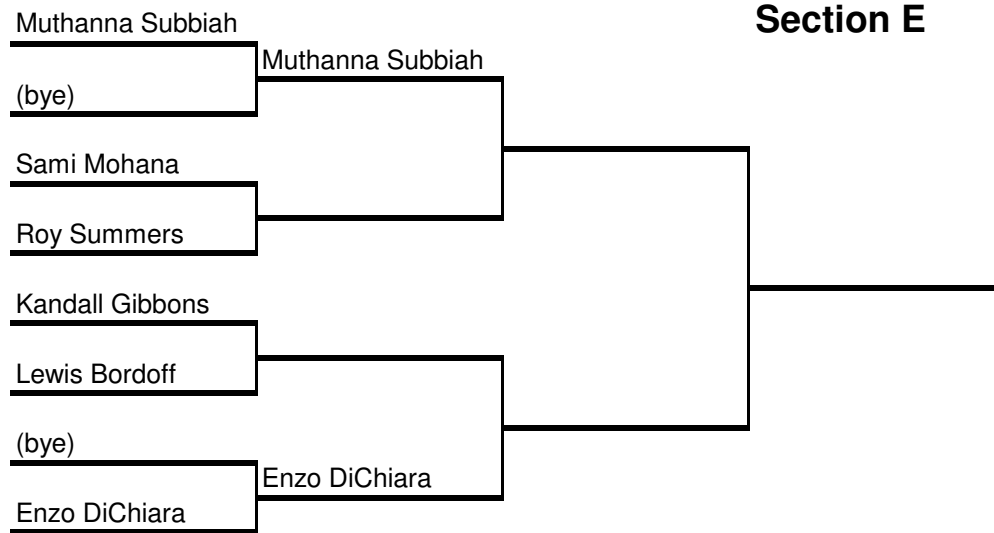 Section E
Muthanna Subbiah
Muthanna Subbiah
(bye)
Sami Mohana
Roy Summers
Kandall Gibbons
Lewis Bordoff
(bye)
Enzo DiChiara
Enzo DiChiara